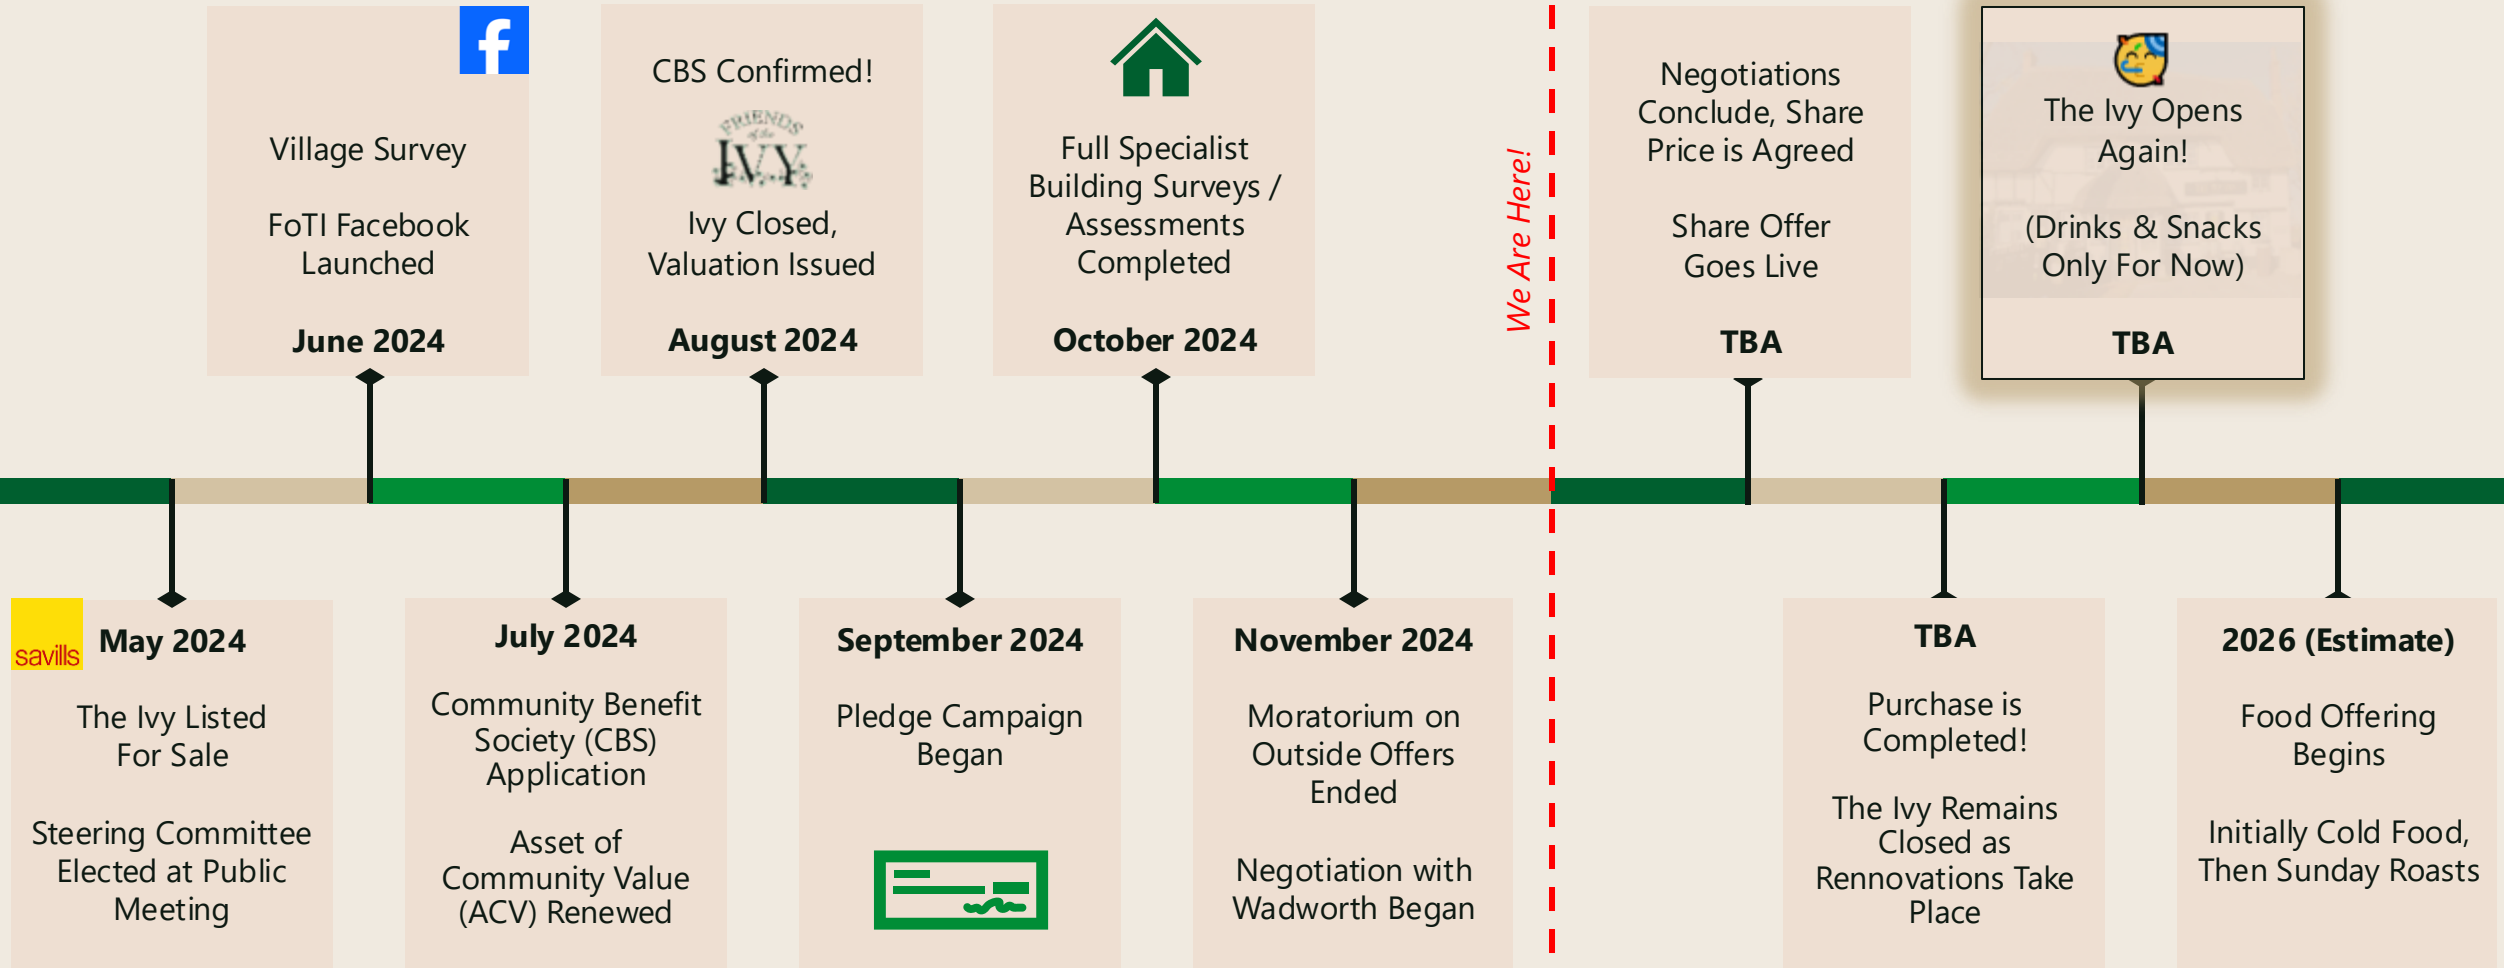 Village Survey
FoTI Facebook
Launched
June 2024
CBS Confirmed!
FRIENDS
of the
IVY
Ivy Closed,
Valuation Issued
August 2024
Full Specialist
Building Surveys /
Assessments
Completed
October 2024
We Are Here!
Negotiations
Conclude, Share
Price is Agreed
Share Offer
Goes Live
TBA
The Ivy Opens
Again!
(Drinks & Snacks
Only For Now)
TBA
savills
May 2024
The Ivy Listed
For Sale
Steering Committee
Elected at Public
Meeting
July 2024
Community Benefit
Society (CBS)
Application
Asset of
Community Value
(ACV) Renewed
September 2024
Pledge Campaign
Began
November 2024
Moratorium on
Outside Offers
Ended
Negotiation with
Wadworth Began
TBA
Purchase is
Completed!
The Ivy Remains
Closed as
Rennovations Take
Place
2026 (Estimate)
Food Offering
Begins
Initially Cold Food,
Then Sunday Roasts